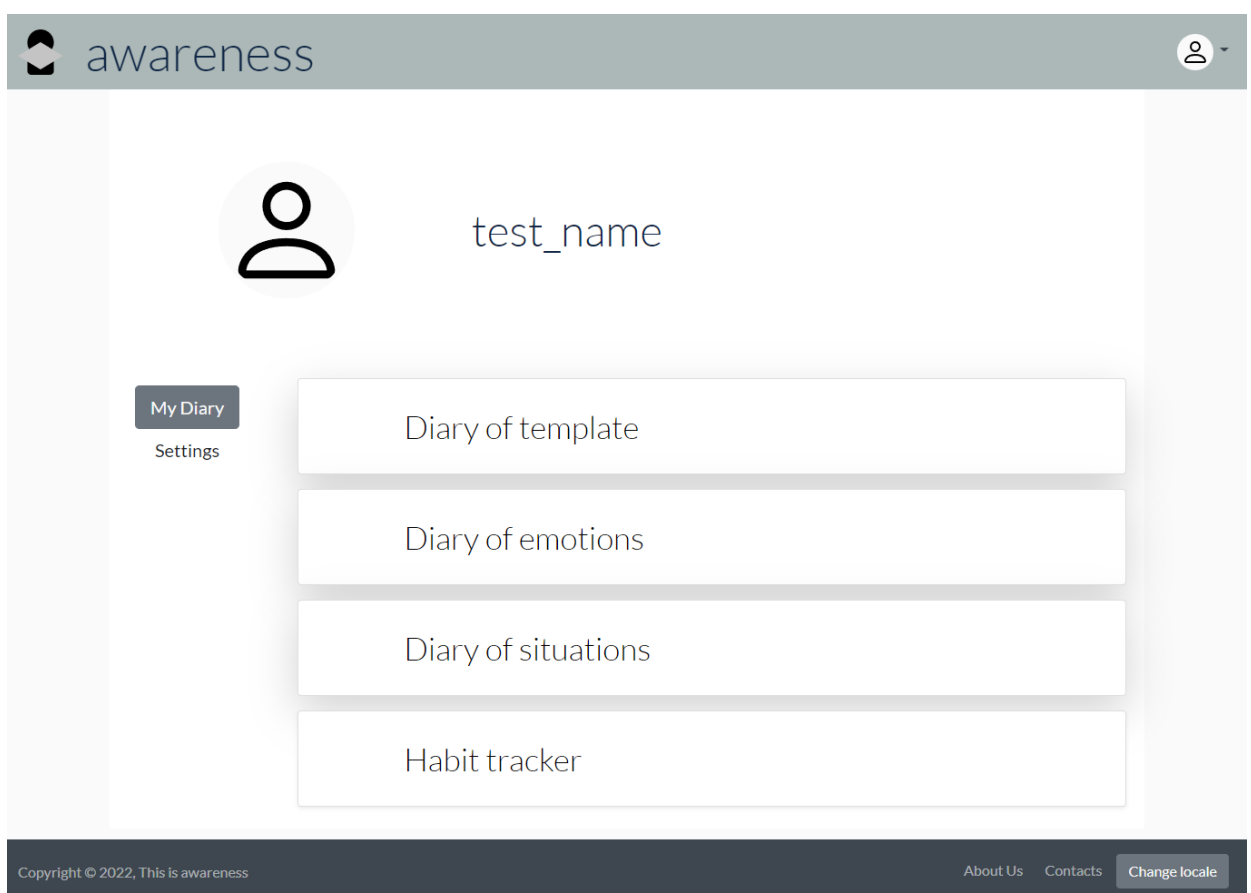 awareness
test_name
My Diary
Settings
Diary of template
Diary of emotions
Diary of situations
Habit tracker
Copyright © 2022, This is awareness
About Us
Contacts
Change locale